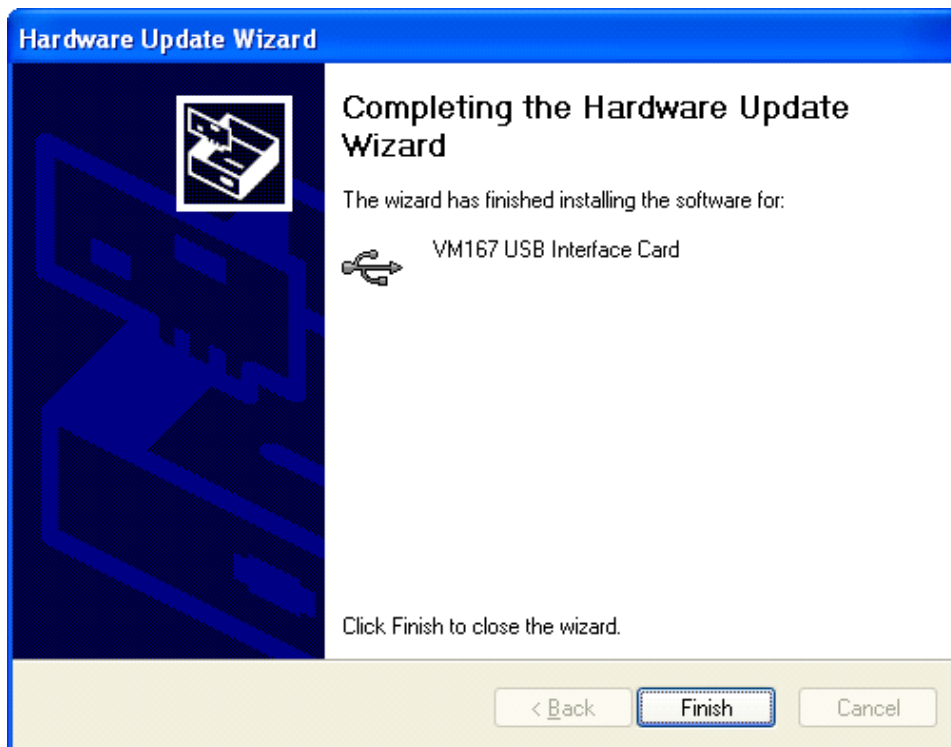 Hardware Update Wizard
Completing the Hardware Update
Wizard
The wizard has finished installing the software for:
VM167 USB Interface Card
Click Finish to close the wizard.
< Back
Finish
Cancel